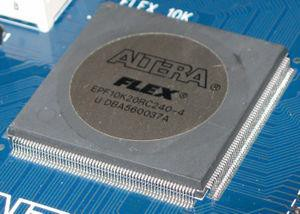 FLEX 10K
ALTERA®
FLEX®
EPF10K20RC240-4
U DBA560037A